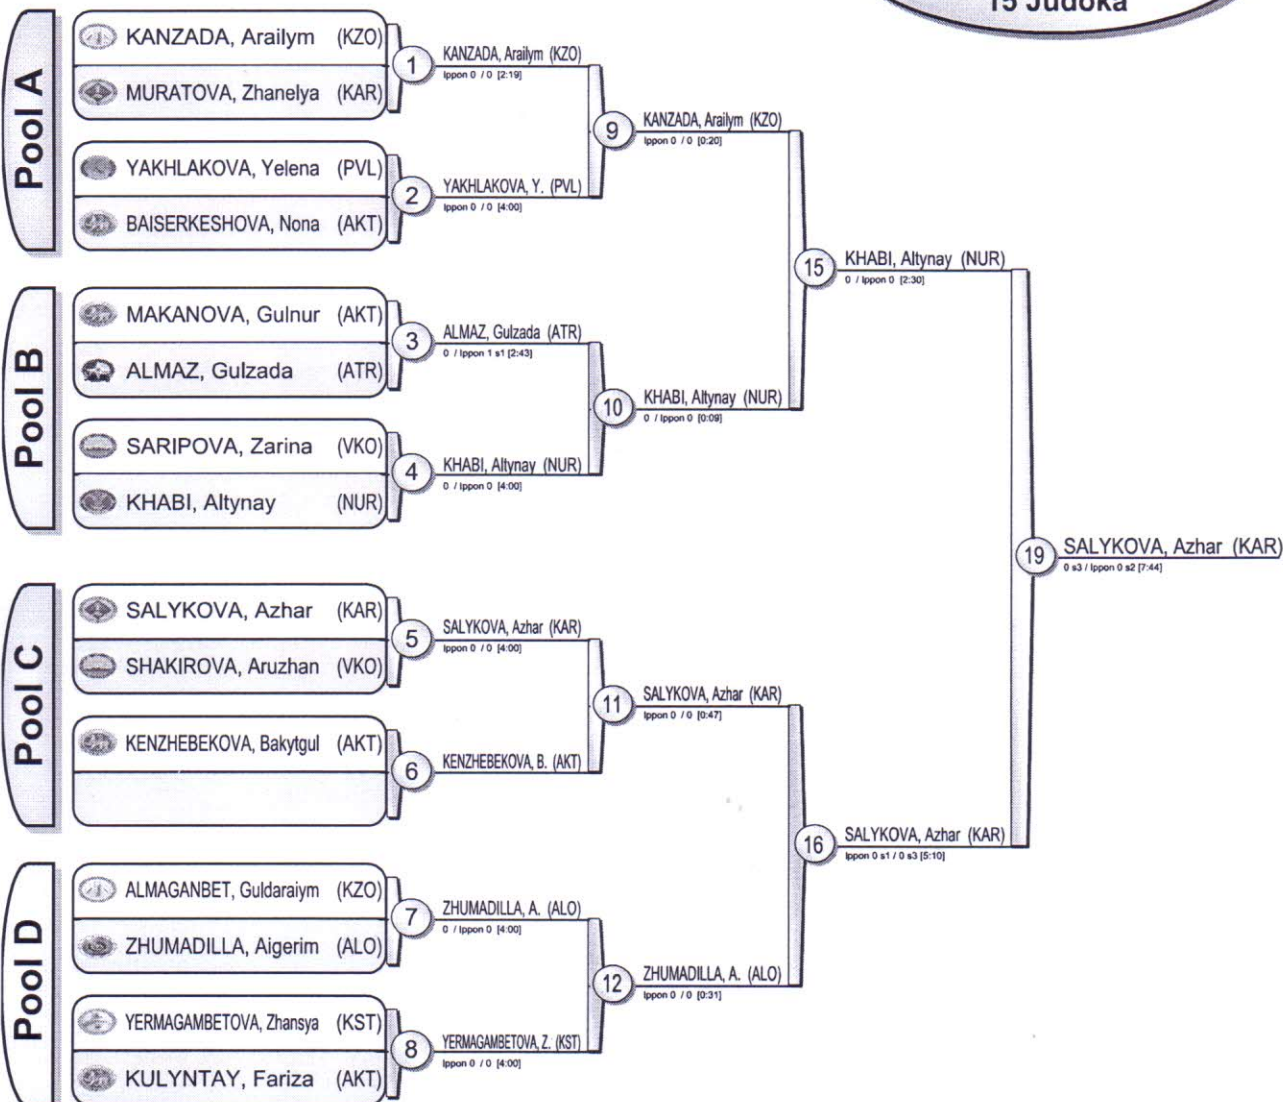 15 Judoka
Pool A
KANZADA, Arailym (KZO)
MURATOVA, Zhanelya (KAR)
1
KANZADA, Arailym (KZO)
Ippon 0 / 0 [2:19]
YAKHLAKOVA, Yelena (PVL)
BAISERKESHOVA, Nona (AKT)
2
YAKHLAKOVA, Y. (PVL)
Ippon 0 / 0 [4:00]
9
KANZADA, Arailym (KZO)
Ippon 0 / 0 [0:20]
Pool B
MAKANOVA, Gulnur (AKT)
ALMAZ, Gulzada (ATR)
3
ALMAZ, Gulzada (ATR)
0 / Ippon 1 s1 [2:43]
SARIPOVA, Zarina (VKO)
KHABI, Altynay (NUR)
4
KHABI, Altynay (NUR)
0 / Ippon 0 [4:00]
10
KHABI, Altynay (NUR)
0 / Ippon 0 [0:09]
15
KHABI, Altynay (NUR)
0 / Ippon 0 [2:30]
Pool C
SALYKOVA, Azhar (KAR)
SHAKIROVA, Aruzhan (VKO)
5
SALYKOVA, Azhar (KAR)
Ippon 0 / 0 [4:00]
KENZHEBEKOVA, Bakytgul (AKT)
6
KENZHEBEKOVA, B. (AKT)
11
SALYKOVA, Azhar (KAR)
Ippon 0 / 0 [0:47]
Pool D
ALMAGANBET, Guldaraiym (KZO)
ZHUMADILLA, Aigerim (ALO)
7
ZHUMADILLA, A. (ALO)
0 / Ippon 0 [4:00]
YERMAGAMBETOVA, Zhansya (KST)
KULYNTAY, Fariza (AKT)
8
YERMAGAMBETOVA, Z. (KST)
Ippon 0 / 0 [4:00]
12
ZHUMADILLA, A. (ALO)
Ippon 0 / 0 [0:31]
16
SALYKOVA, Azhar (KAR)
Ippon 0 s1 / 0 s3 [5:10]
19
SALYKOVA, Azhar (KAR)
0 s3 / Ippon 0 s2 [7:44]